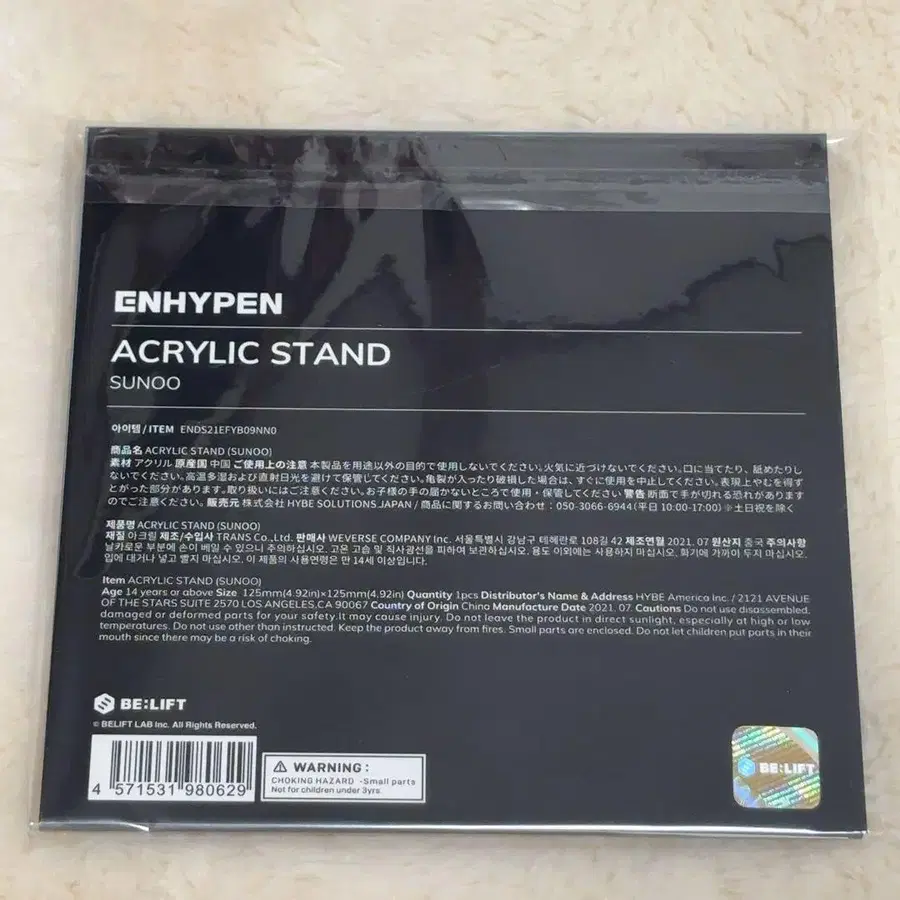 ENHYPEN
ACRYLIC STAND
SUNOO
아이템 / ITEM ENDS21EFYB09NN0
商品名 ACRYLIC STAND (SUNOO)
素材 アクリル 原産国 中国 ご使用上の注意 本製品を用途以外の目的で使用しないでください。火気に近づけないでください。口に当てたり、舐めたりし
ないでください。高温多湿および直射日光を避けて保管してください。亀裂が入ったり破損した場合は、すぐに使用を中止してください。表現上やむを得ず
とがった部分があります。取り扱いにはご注意ください。お子様の手の届かないところで使用・保管してください 警告 断面で手が切れる恐れがあります
のでご注意ください。 販売元 株式会社 HYBE SOLUTIONS JAPAN / 商品に関するお問い合わせ : 050-3066-6944 (平日 10:00-17:00) ※土日祝を除く
제품명 ACRYLIC STAND (SUNOO)
재질 아크릴 제조/수입사 TRANS Co.,Ltd. 판매사 WEVERSE COMPANY Inc. 서울특별시 강남구 테헤란로 108길 42 제조연월 2021. 07. 원산지 중국 주의사항
날카로운 부분에 손이 베일 수 있으니 주의하십시오. 고온 고습 및 직사광선을 피하여 보관하십시오. 용도 이외에는 사용하지 마십시오. 화기에 가까이 두지 마십시오.
입에 대거나 넣고 빨지 마십시오. 이 제품의 사용연령은 만 14세 이상입니다.
Item ACRYLIC STAND (SUNOO)
Age 14 years or above Size 125mm(4.92in)×125mm(4.92in) Quantity 1pcs Distributor's Name & Address HYBE America Inc. / 2121 AVENUE
OF THE STARS SUITE 2570 LOS ANGELES.CA 90067 Country of Origin China Manufacture Date 2021. 07. Cautions Do not use disassembled,
damaged or deformed parts for your safety.It may cause injury. Do not leave the product in direct sunlight, especially at high or low
temperatures. Do not use other than instructed. Keep the product away from fires. Small parts are enclosed. Do not let children put parts in their
mouth since there may be a risk of choking.
BE:LIFT
© BELIFT LAB Inc. All Rights Reserved.
4 571531 980629
⚠ WARNING :
CHOKING HAZARD -Small parts
Not for children under 3yrs.
BE:LIFT